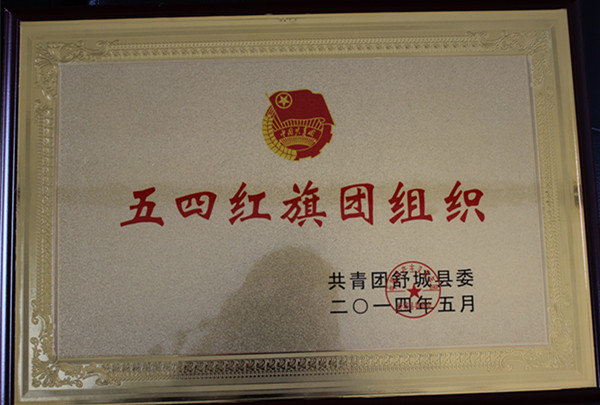 五四红旗团组织
共青团舒城县委
二〇一四年五月